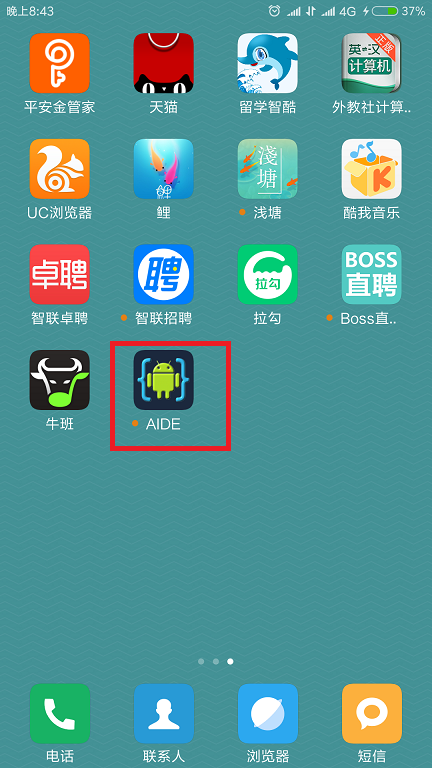 晚上8:43
4G
37%
英汉
正版
计算机
平安金管家
天猫
留学智酷
外教社计算..
鲤
淺塘
UC浏览器
鲤
浅塘
酷我音乐
卓聘
聘
拉勾
BOSS
直聘
智联卓聘
智联招聘
拉勾
Boss直..
牛班
AIDE
电话
联系人
浏览器
短信